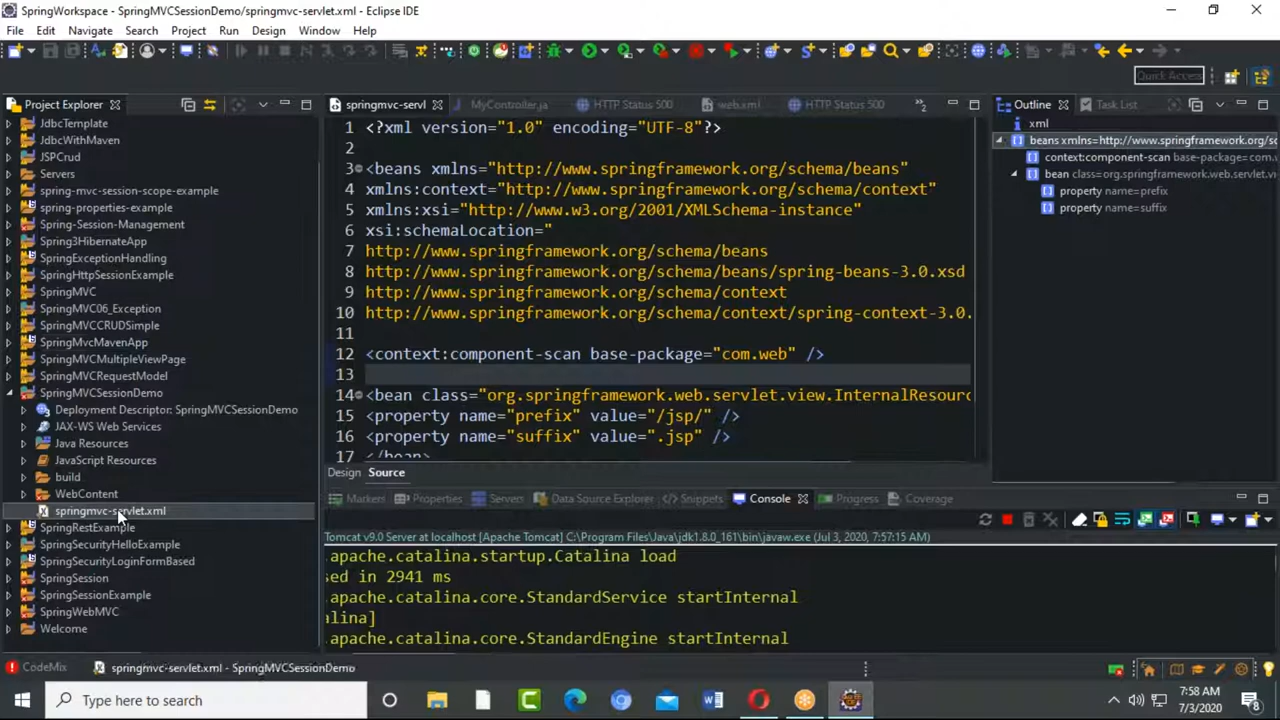 SpringWorkspace - SpringMVCSessionDemo/springmvc-servlet.xml - Eclipse IDE
File Edit Navigate Search Project Run Design Window Help
Quick Access
Project Explorer
JdbcTemplate
JdbcWithMaven
JSPCrud
Servers
spring-mvc-session-scope-example
spring-properties-example
Spring-Session-Management
Spring3HibernateApp
SpringExceptionHandling
SpringHttpSessionExample
SpringMVC
SpringMVC06_Exception
SpringMVCCRUDSimple
SpringMvcMavenApp
SpringMVCMultipleViewPage
SpringMVCRequestModel
SpringMVCSessionDemo
Deployment Descriptor: SpringMVCSessionDemo
JAX-WS Web Services
Java Resources
JavaScript Resources
build
WebContent
springmvc-servlet.xml
SpringRestExample
SpringSecurityHelloExample
SpringSecurityLoginFormBased
SpringSession
SpringSessionExample
SpringWebMVC
Welcome
springmvc-servl MyController.ja HTTP Status 500 web.xml HTTP Status 500 »2
1 <?xml version="1.0" encoding="UTF-8"?>
2
3 <beans xmlns="http://www.springframework.org/schema/beans"
4 xmlns:context="http://www.springframework.org/schema/context"
5 xmlns:xsi="http://www.w3.org/2001/XMLSchema-instance"
6 xsi:schemaLocation="
7 http://www.springframework.org/schema/beans
8 http://www.springframework.org/schema/beans/spring-beans-3.0.xsd
9 http://www.springframework.org/schema/context
10 http://www.springframework.org/schema/context/spring-context-3.0.
11
12 <context:component-scan base-package="com.web" />
13
14 <bean class="org.springframework.web.servlet.view.InternalResourc
15 <property name="prefix" value="/jsp/" />
16 <property name="suffix" value=".jsp" />
17 </bean>
Design Source
Outline Task List
xml
beans xmlns=http://www.springframework.org/sc
context:component-scan base-package=com.
bean class=org.springframework.web.servlet.vi
property name=prefix
property name=suffix
Markers Properties Servers Data Source Explorer Snippets Console Progress Coverage
Tomcat v9.0 Server at localhost [Apache Tomcat] C:\Program Files\Java\jdk1.8.0_161\bin\javaw.exe (Jul 3, 2020, 7:57:15 AM)
.apache.catalina.startup.Catalina load
sed in 2941 ms
.apache.catalina.core.StandardService startInternal
alina]
.apache.catalina.core.StandardEngine startInternal
CodeMix springmvc-servlet.xml - SpringMVCSessionDemo
Type here to search
7:58 AM
7/3/2020
8